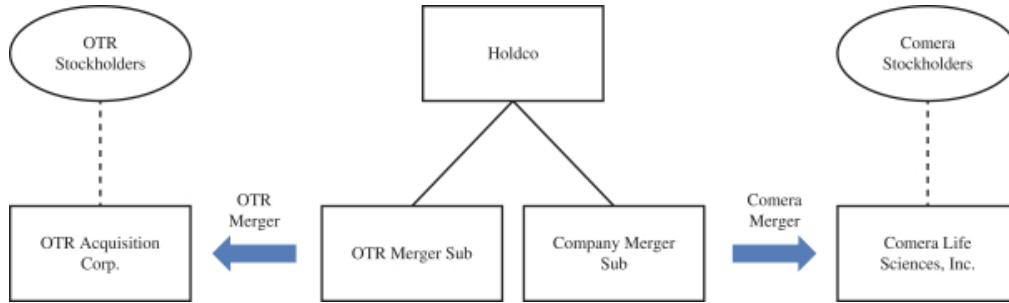 OTR
Stockholders
Holdco
Comera
Stockholders
OTR
Merger
Comera
Merger
OTR Acquisition
Corp.
OTR Merger Sub
Company Merger
Sub
Comera Life
Sciences, Inc.